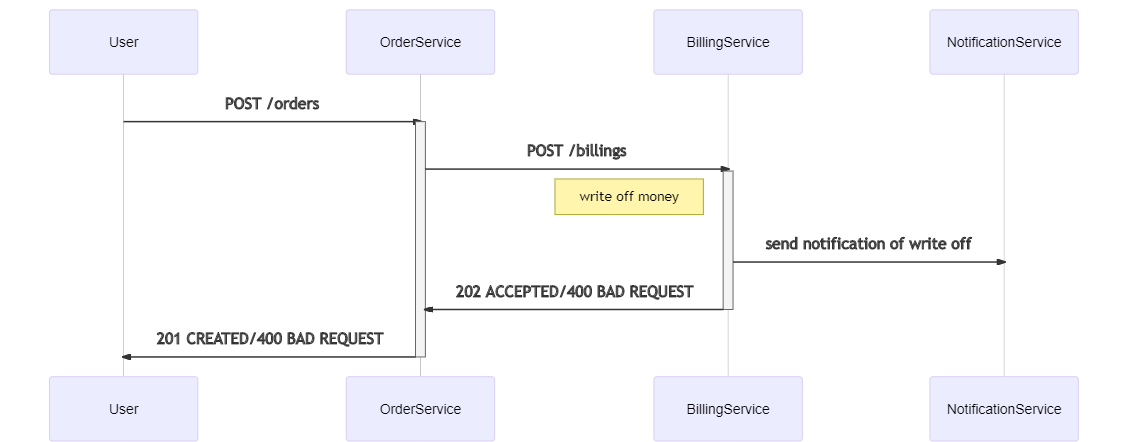 User
OrderService
BillingService
NotificationService
POST /orders
POST /billings
write off money
send notification of write off
202 ACCEPTED/400 BAD REQUEST
201 CREATED/400 BAD REQUEST
User
OrderService
BillingService
NotificationService